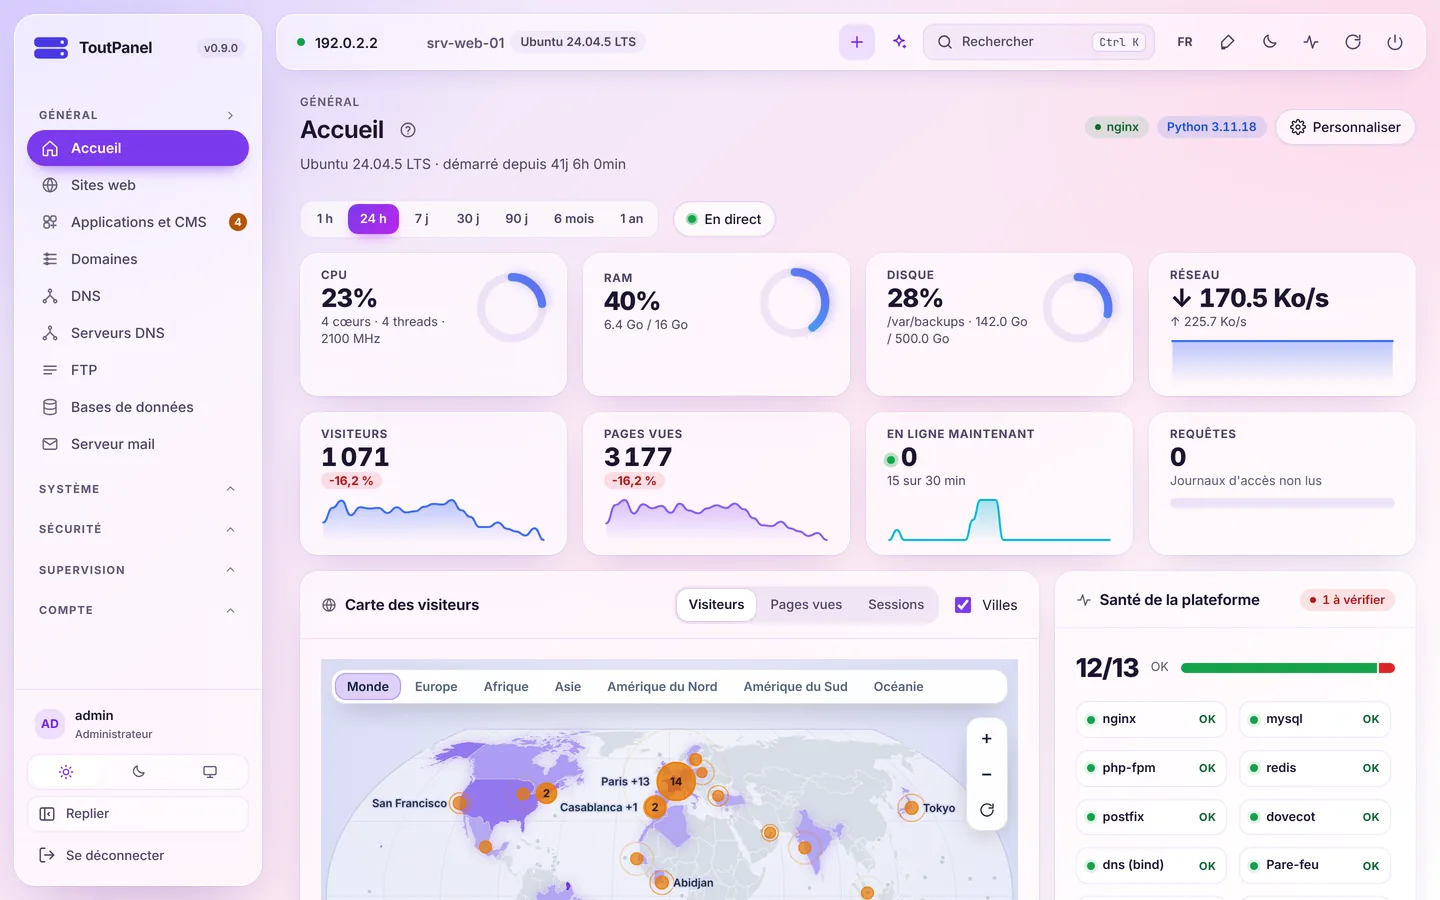 ToutPanel
v0.9.0
GÉNÉRAL
Accueil
Sites web
Applications et CMS
4
Domaines
DNS
Serveurs DNS
FTP
Bases de données
Serveur mail
SYSTÈME
SÉCURITÉ
SUPERVISION
COMPTE
AD
admin
Administrateur
Replier
Se déconnecter
192.0.2.2
srv-web-01
Ubuntu 24.04.5 LTS
Rechercher
Ctrl K
FR
GÉNÉRAL
Accueil
Ubuntu 24.04.5 LTS · démarré depuis 41j 6h 0min
nginx
Python 3.11.18
Personnaliser
1 h
24 h
7 j
30 j
90 j
6 mois
1 an
En direct
CPU
23%
4 cœurs · 4 threads ·
2100 MHz
RAM
40%
6.4 Go / 16 Go
DISQUE
28%
/var/backups · 142.0 Go
/ 500.0 Go
RÉSEAU
↓ 170.5 Ko/s
↑ 225.7 Ko/s
VISITEURS
1 071
-16,2 %
PAGES VUES
3 177
-16,2 %
EN LIGNE MAINTENANT
0
15 sur 30 min
REQUÊTES
0
Journaux d'accès non lus
Carte des visiteurs
Visiteurs
Pages vues
Sessions
Villes
Monde
Europe
Afrique
Asie
Amérique du Nord
Amérique du Sud
Océanie
+
−
Paris +13
14
2
San Francisco
Casablanca +1
2
Tokyo
Abidjan
Santé de la plateforme
1 à vérifier
12/13
OK
nginx
OK
mysql
OK
php-fpm
OK
redis
OK
postfix
OK
dovecot
OK
dns (bind)
OK
Pare-feu
OK